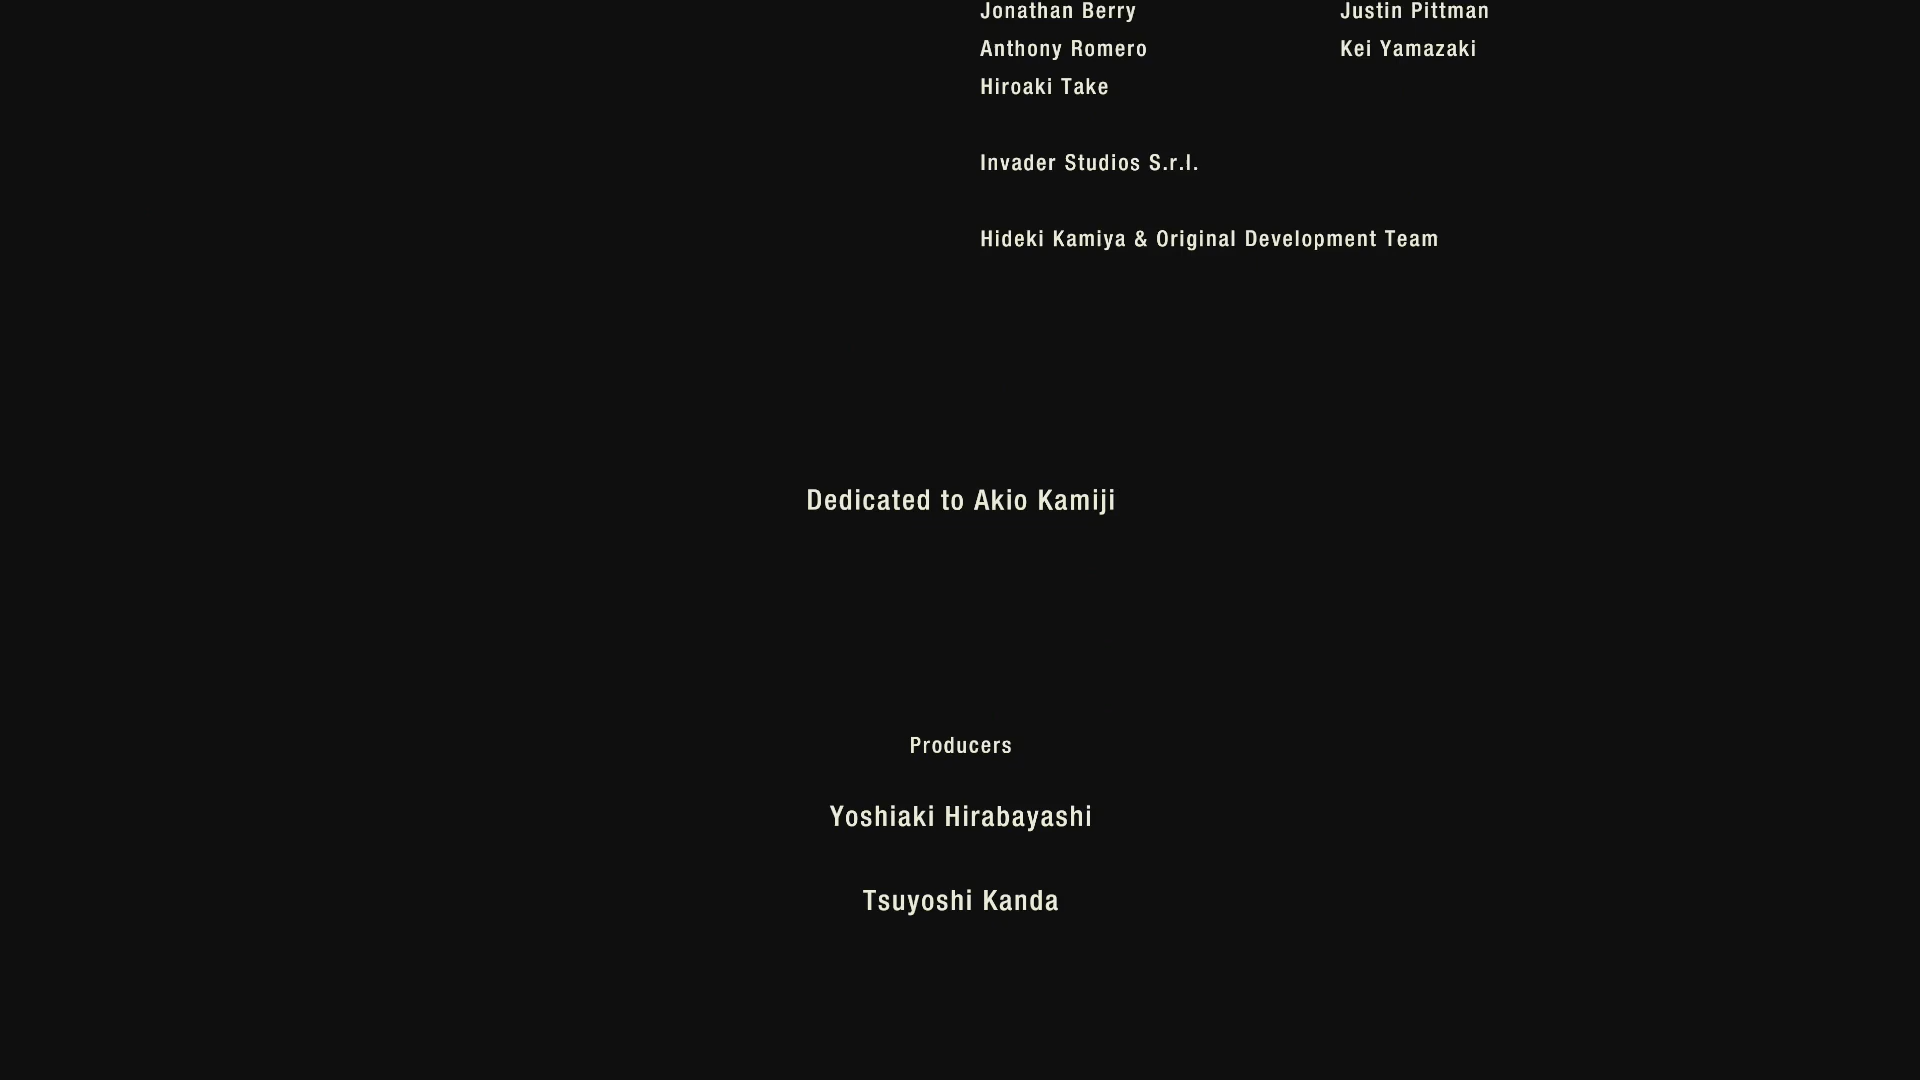 Jonathan Berry Justin Pittman
Anthony Romero Kei Yamazaki
Hiroaki Take
Invader Studios S.r.l.
Hideki Kamiya & Original Development Team
Dedicated to Akio Kamiji
Producers
Yoshiaki Hirabayashi
Tsuyoshi Kanda